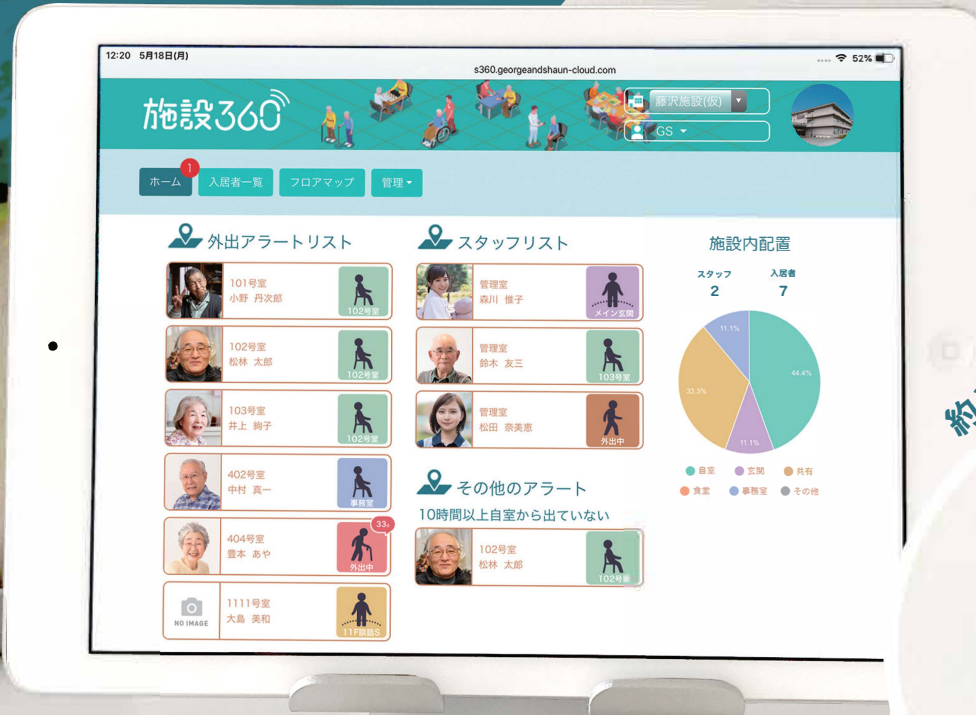 12:20 5月18日(月)
s360.georgeandshaun-cloud.com
52%
施設360
藤沢施設(仮)
GS
ホーム
1
入居者一覧
フロアマップ
管理
外出アラートリスト
101号室
小野 丹次郎
102号室
102号室
松林 太郎
102号室
103号室
井上 絢子
102号室
402号室
中村 真一
事務室
404号室
豊本 あや
33
外出中
NO IMAGE
1111号室
大島 美和
11F談話S
スタッフリスト
管理室
森川 惟子
メイン玄関
管理室
鈴木 友三
103号室
管理室
松田 奈美恵
外出中
その他のアラート
10時間以上自室から出ていない
102号室
松林 太郎
102号室
施設内配置
スタッフ 入居者
2 7
11.1%
44.4%
33.3%
11.1%
自室 玄関 共有
食堂 事務室 その他
約